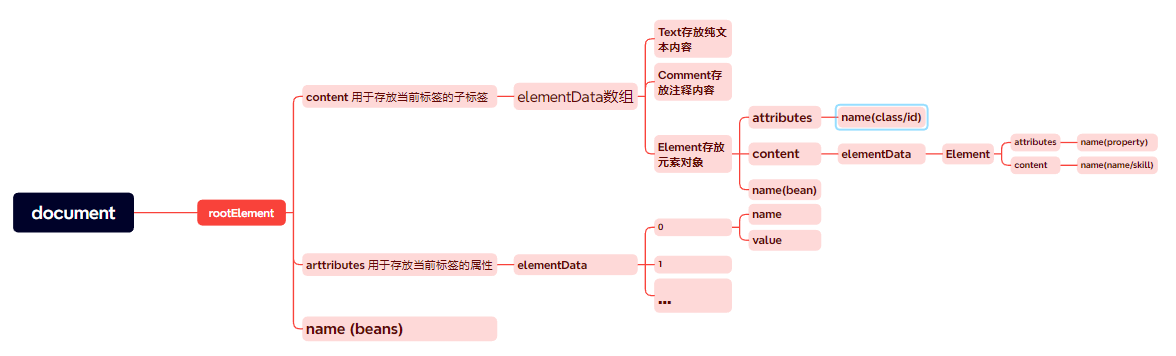 document
rootElement
content 用于存放当前标签的子标签
elementData数组
Text存放纯文
本内容
Comment存
放注释内容
Element存放
元素对象
attributes
name(class/id)
content
elementData
Element
attributes
name(property)
content
name(name/skill)
name(bean)
arttributes 用于存放当前标签的属性
elementData
0
name
value
1
...
name (beans)